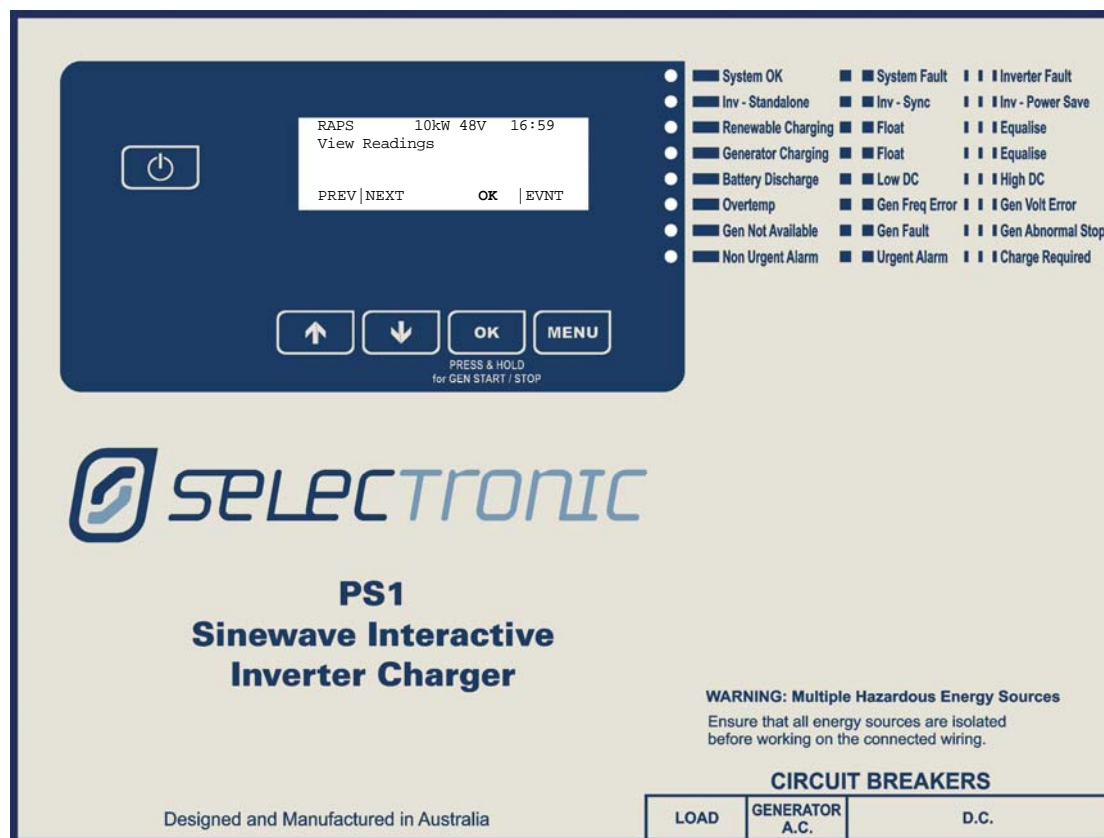 RAPS 10kW 48V 16:59
View Readings
PREV|NEXT OK |EVNT
System OK System Fault Inverter Fault
Inv - Standalone Inv - Sync Inv - Power Save
Renewable Charging Float Equalise
Generator Charging Float Equalise
Battery Discharge Low DC High DC
Overtemp Gen Freq Error Gen Volt Error
Gen Not Available Gen Fault Gen Abnormal Stop
Non Urgent Alarm Urgent Alarm Charge Required
OK MENU
PRESS & HOLD
for GEN START / STOP
SELECTRONIC
PS1
Sinewave Interactive
Inverter Charger
WARNING: Multiple Hazardous Energy Sources
Ensure that all energy sources are isolated
before working on the connected wiring.
CIRCUIT BREAKERS
LOAD GENERATOR A.C. D.C.
Designed and Manufactured in Australia